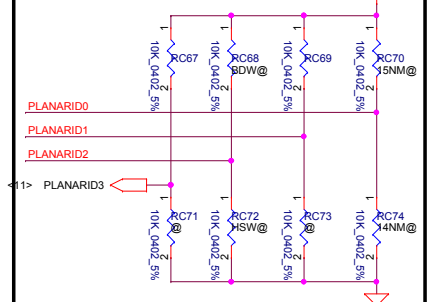 1 1 1 1
RC67 RC68 RC69 RC70
BDW@ 15NM@
10K_0402_5% 10K_0402_5% 10K_0402_5% 10K_0402_5%
2 2 2 2
PLANARID0
PLANARID1
PLANARID2
<11> PLANARID3
1 1 1 1
RC71 RC72 RC73 RC74
@ HSW@ @ 14NM@
10K_0402_5% 10K_0402_5% 10K_0402_5% 10K_0402_5%
2 2 2 2